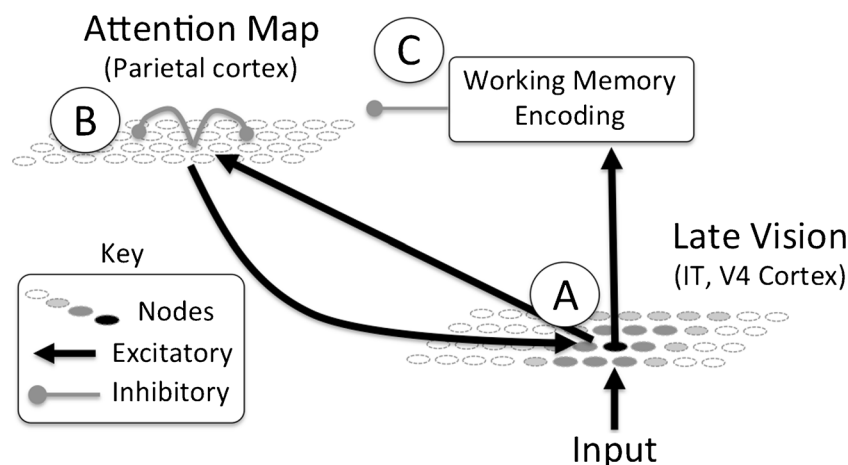 Attention Map
(Parietal cortex)
C
Working Memory
Encoding
B
Late Vision
(IT, V4 Cortex)
A
Key
Nodes
Excitatory
Inhibitory
Input